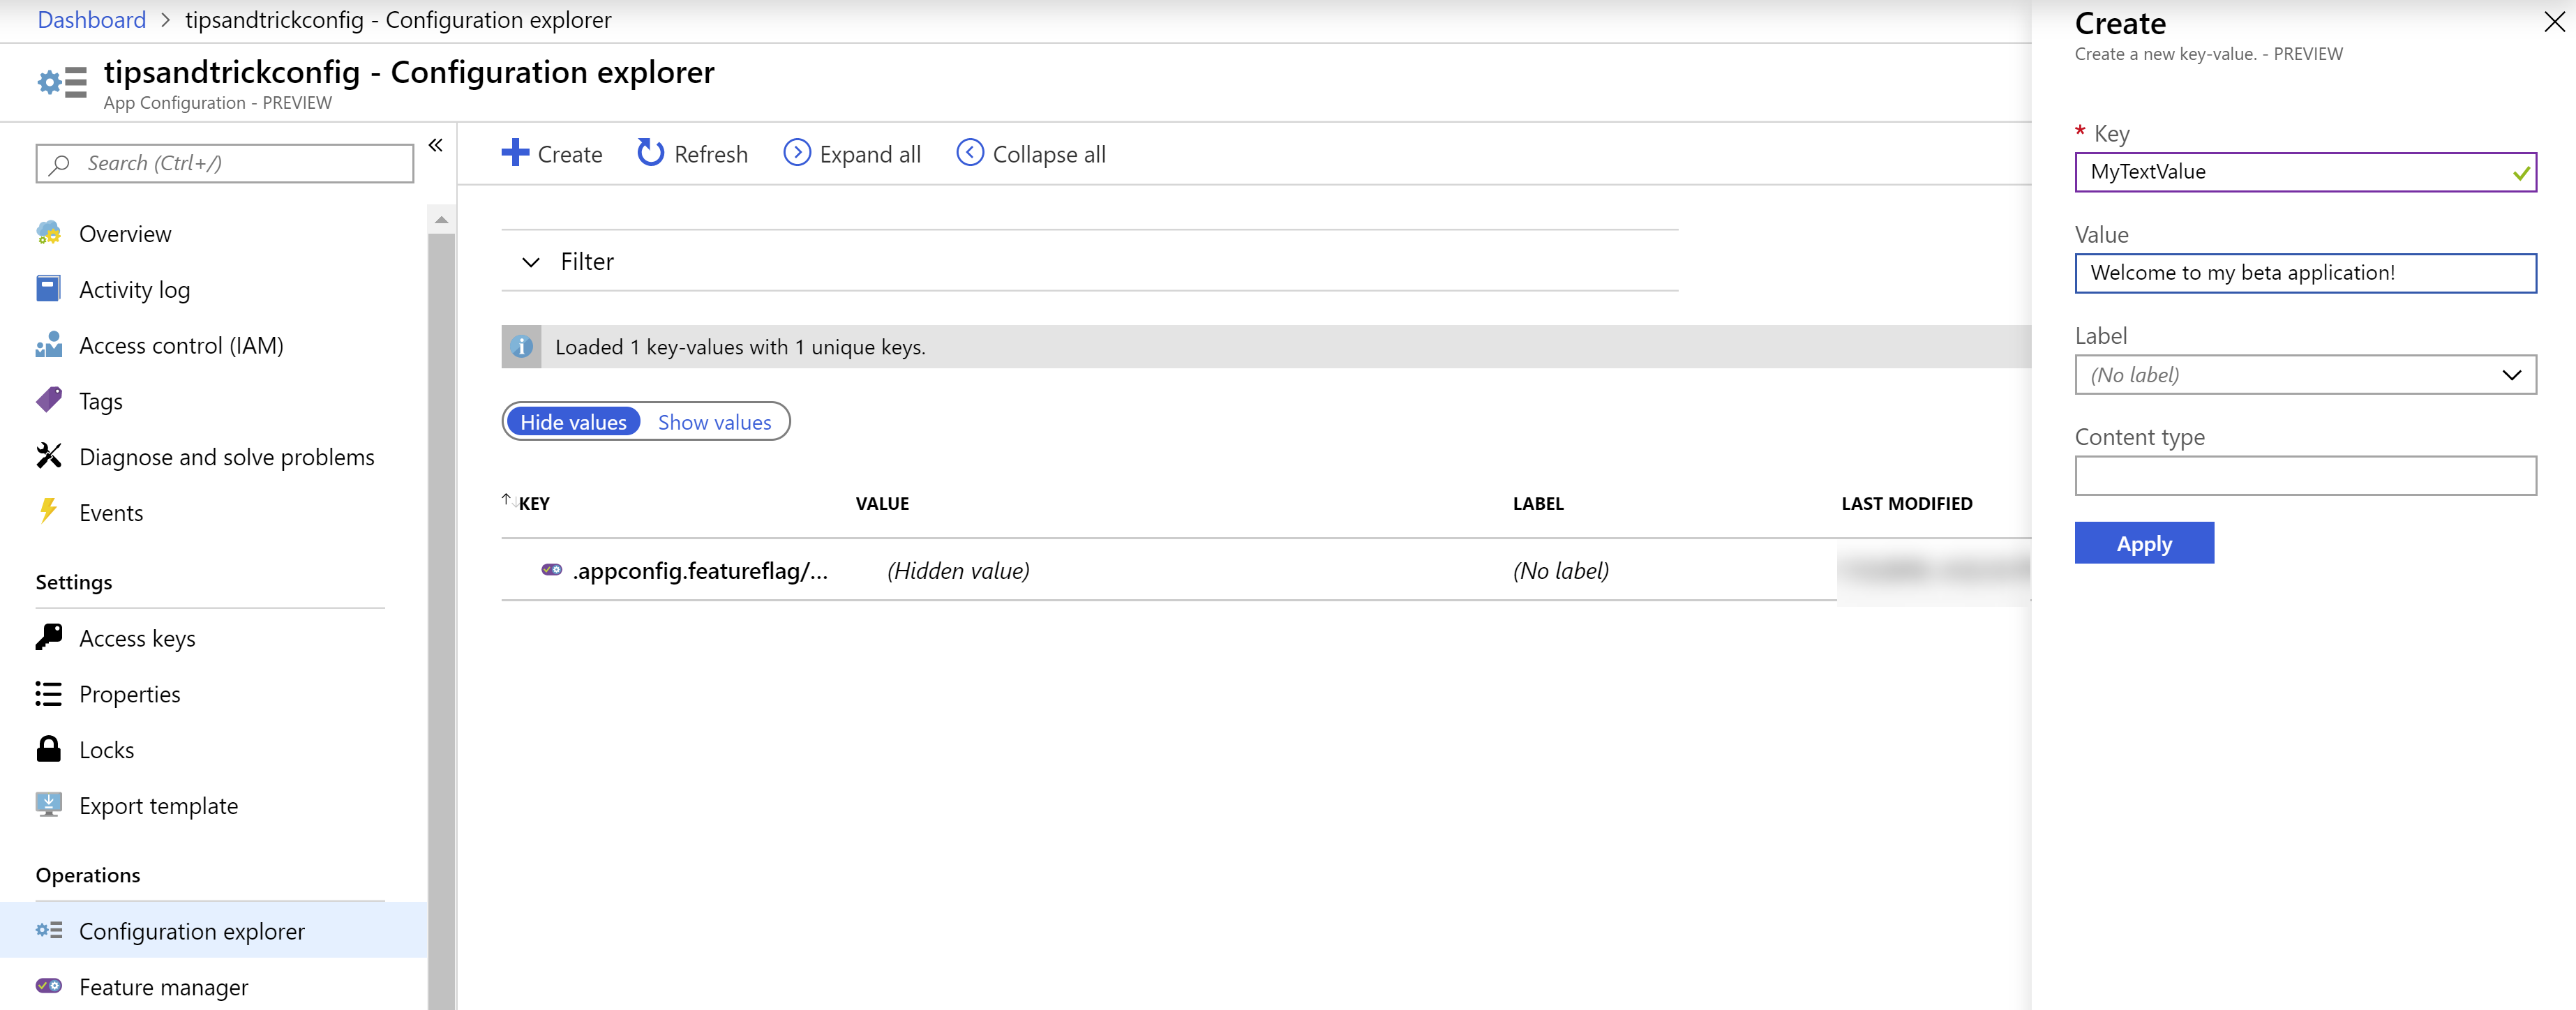 Dashboard > tipsandtrickconfig - Configuration explorer
tipsandtrickconfig - Configuration explorer
App Configuration - PREVIEW
Search (Ctrl+/)
Overview
Activity log
Access control (IAM)
Tags
Diagnose and solve problems
Events
Settings
Access keys
Properties
Locks
Export template
Operations
Configuration explorer
Feature manager
Create Refresh Expand all Collapse all
Filter
Loaded 1 key-values with 1 unique keys.
Hide values Show values
KEY VALUE LABEL LAST MODIFIED
.appconfig.featureflag/... (Hidden value) (No label)
Create
Create a new key-value. - PREVIEW
* Key
MyTextValue
Value
Welcome to my beta application!
Label
(No label)
Content type
Apply